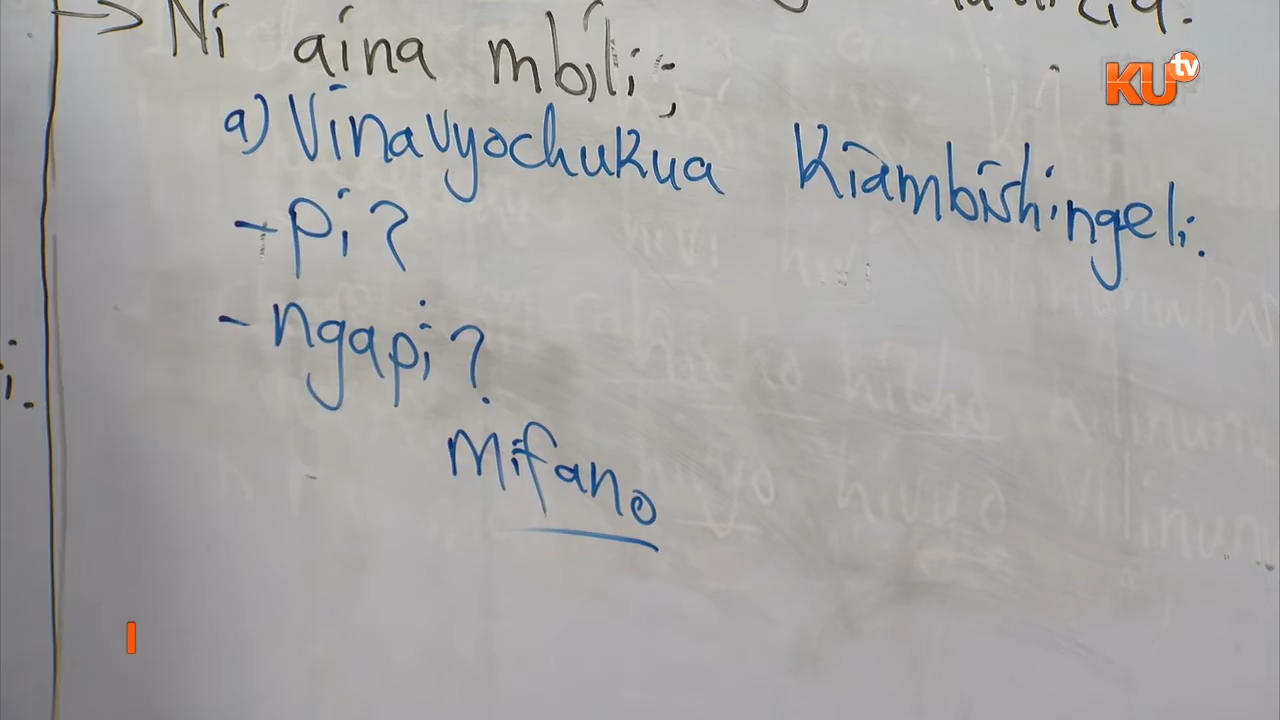 → Ni aina mbili;
a) Vinavyochukua Kiambishingeli.
- pi?
- ngapi?
Mifano
KU tv